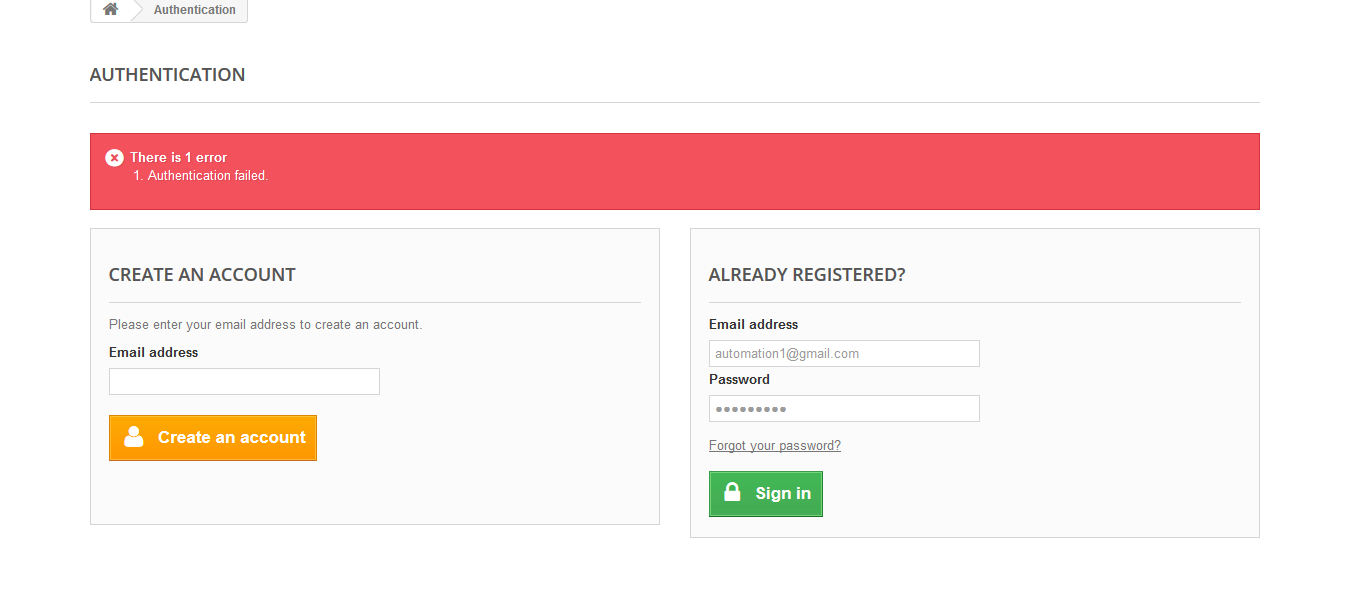 Authentication
AUTHENTICATION
There is 1 error
1. Authentication failed.
CREATE AN ACCOUNT
Please enter your email address to create an account.
Email address
Create an account
ALREADY REGISTERED?
Email address
automation1@gmail.com
Password
•••••••••
Forgot your password?
Sign in